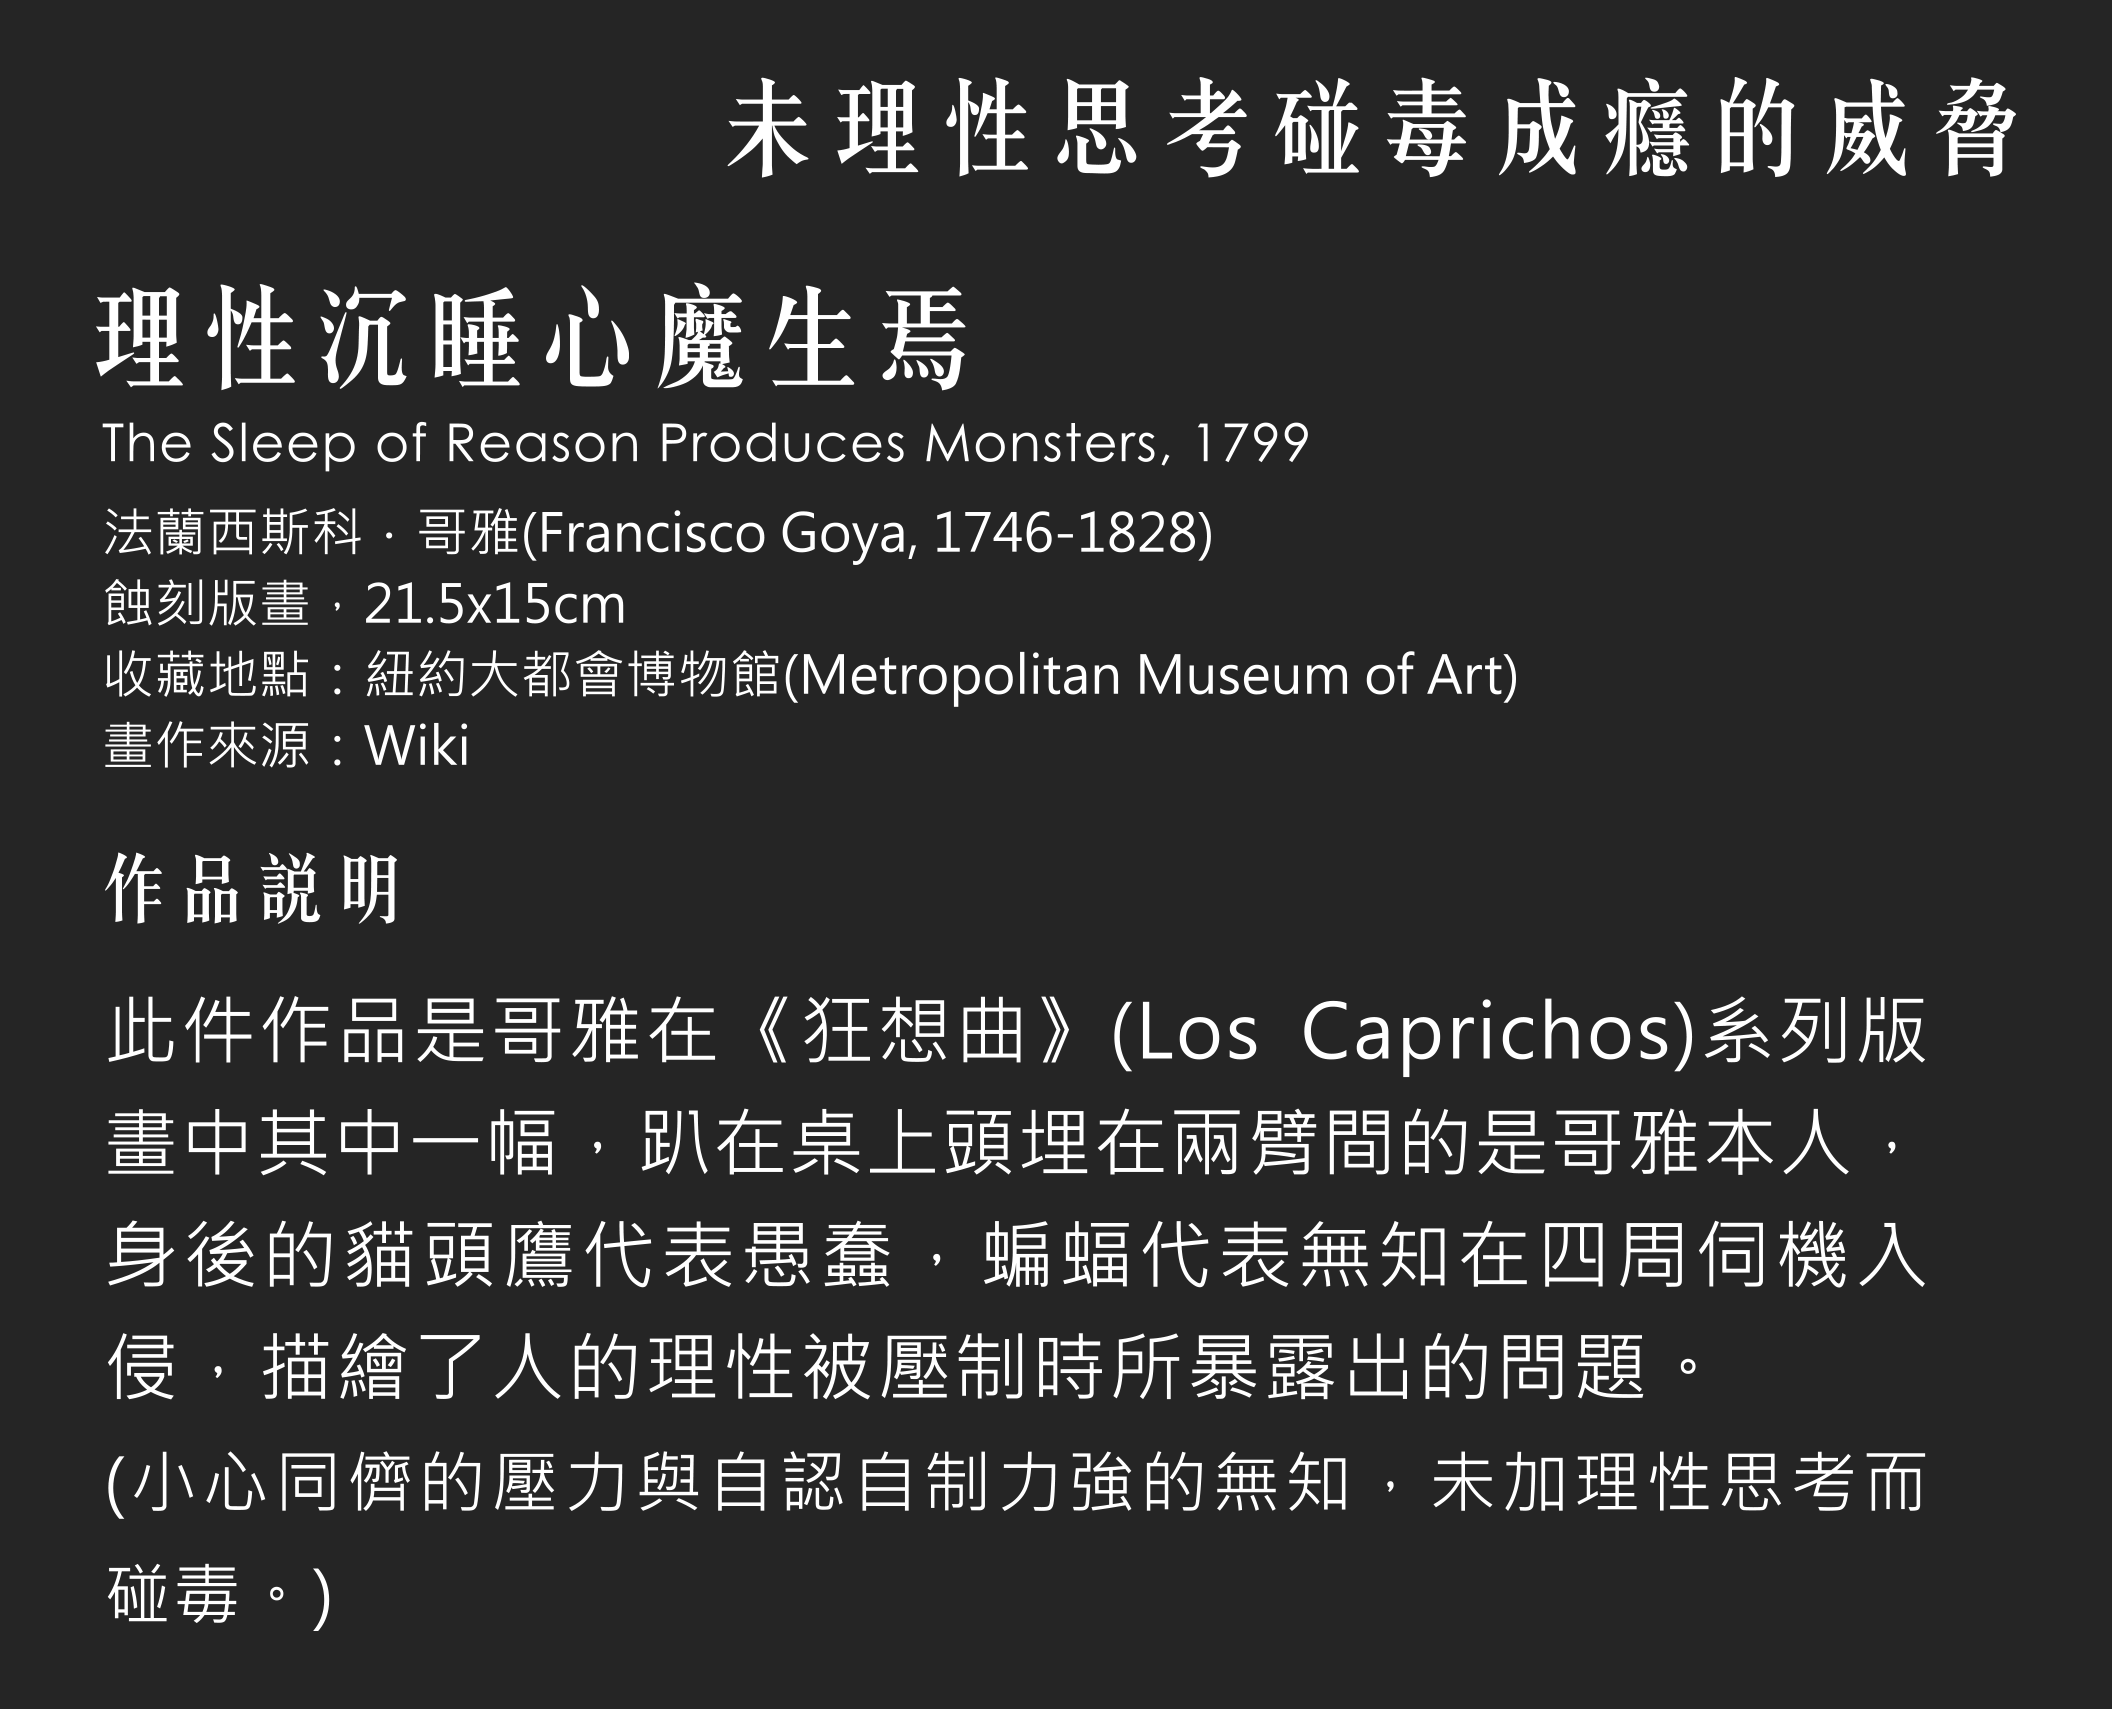 未理性思考碰毒成癮的威脅
理性沉睡心魔生焉
The Sleep of Reason Produces Monsters, 1799
法蘭西斯科．哥雅(Francisco Goya, 1746-1828)
蝕刻版畫，21.5x15cm
收藏地點：紐約大都會博物館(Metropolitan Museum of Art)
畫作來源：Wiki
作品說明
此件作品是哥雅在《狂想曲》(Los Caprichos)系列版
畫中其中一幅，趴在桌上頭埋在兩臂間的是哥雅本人，
身後的貓頭鷹代表愚蠢，蝙蝠代表無知在四周伺機入
侵，描繪了人的理性被壓制時所暴露出的問題。
(小心同儕的壓力與自認自制力強的無知，未加理性思考而
碰毒。)